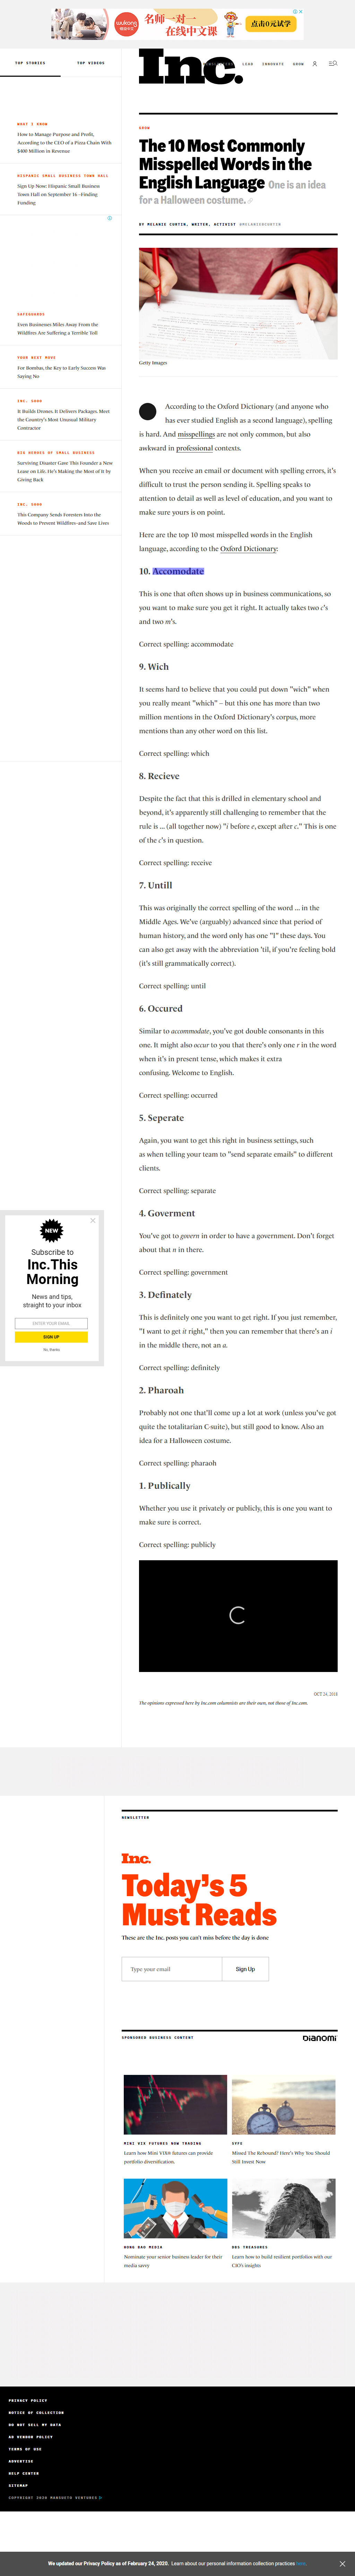 wukong
悟空教育
名师一对一
在线中文课
点击0元试学
TOP STORIES
TOP VIDEOS
Inc.
LEAD
INNOVATE
GROW
WHAT I KNOW
How to Manage Purpose and Profit,
According to the CEO of a Pizza Chain With
$400 Million in Revenue
HISPANIC SMALL BUSINESS TOWN HALL
Sign Up Now: Hispanic Small Business
Town Hall on September 16--Finding
Funding
SAFEGUARDS
Even Businesses Miles Away From the
Wildfires Are Suffering a Terrible Toll
YOUR NEXT MOVE
For Bombas, the Key to Early Success Was
Saying No
INC. 5000
It Builds Drones. It Delivers Packages. Meet
the Country's Most Unusual Military
Contractor
BIG HEROES OF SMALL BUSINESS
Surviving Disaster Gave This Founder a New
Lease on Life. He's Making the Most of It by
Giving Back
INC. 5000
This Company Sends Foresters Into the
Woods to Prevent Wildfires--and Save Lives
GROW
The 10 Most Commonly
Misspelled Words in the
English Language One is an idea
for a Halloween costume.
BY MELANIE CURTIN, WRITER, ACTIVIST @MELANIEBCURTIN
Getty Images
According to the Oxford Dictionary (and anyone who
has ever studied English as a second language), spelling
is hard. And misspellings are not only common, but also
awkward in professional contexts.
When you receive an email or document with spelling errors, it's
difficult to trust the person sending it. Spelling speaks to
attention to detail as well as level of education, and you want to
make sure yours is on point.
Here are the top 10 most misspelled words in the English
language, according to the Oxford Dictionary:
10. Accomodate
This is one that often shows up in business communications, so
you want to make sure you get it right. It actually takes two c's
and two m's.
Correct spelling: accommodate
9. Wich
It seems hard to believe that you could put down "wich" when
you really meant "which" -- but this one has more than two
million mentions in the Oxford Dictionary's corpus, more
mentions than any other word on this list.
Correct spelling: which
8. Recieve
Despite the fact that this is drilled in elementary school and
beyond, it's apparently still challenging to remember that the
rule is ... (all together now) "i before e, except after c." This is one
of the c's in question.
Correct spelling: receive
7. Untill
This was originally the correct spelling of the word ... in the
Middle Ages. We've (arguably) advanced since that period of
human history, and the word only has one "l" these days. You
can also get away with the abbreviation 'til, if you're feeling bold
(it's still grammatically correct).
Correct spelling: until
6. Occured
Similar to accommodate, you've got double consonants in this
one. It might also occur to you that there's only one r in the word
when it's in present tense, which makes it extra
confusing. Welcome to English.
Correct spelling: occurred
5. Seperate
Again, you want to get this right in business settings, such
as when telling your team to "send separate emails" to different
clients.
Correct spelling: separate
4. Goverment
You've got to govern in order to have a government. Don't forget
about that n in there.
Correct spelling: government
3. Definately
This is definitely one you want to get right. If you just remember,
"I want to get it right," then you can remember that there's an i
in the middle there, not an a.
Correct spelling: definitely
2. Pharoah
Probably not one that'll come up a lot at work (unless you've got
quite the totalitarian C-suite), but still good to know. Also an
idea for a Halloween costume.
Correct spelling: pharaoh
1. Publically
Whether you use it privately or publicly, this is one you want to
make sure is correct.
Correct spelling: publicly
OCT 24, 2018
The opinions expressed here by Inc.com columnists are their own, not those of Inc.com.
NEW
Subscribe to
Inc.This
Morning
News and tips,
straight to your inbox
ENTER YOUR EMAIL
SIGN UP
No, thanks
NEWSLETTER
Inc.
Today's 5
Must Reads
These are the Inc. posts you can't miss before the day is done
Type your email
Sign Up
SPONSORED BUSINESS CONTENT
bianomi
MINI VIX FUTURES NOW TRADING
Learn how Mini VIX® futures can provide
portfolio diversification.
SYFE
Missed The Rebound? Here's Why You Should
Still Invest Now
HONG BAO MEDIA
Nominate your senior business leader for their
media savvy
DBS TREASURES
Learn how to build resilient portfolios with our
CIO's insights
PRIVACY POLICY
NOTICE OF COLLECTION
DO NOT SELL MY DATA
AD VENDOR POLICY
TERMS OF USE
ADVERTISE
HELP CENTER
SITEMAP
COPYRIGHT 2020 MANSUETO VENTURES
We updated our Privacy Policy as of February 24, 2020. Learn about our personal information collection practices here.